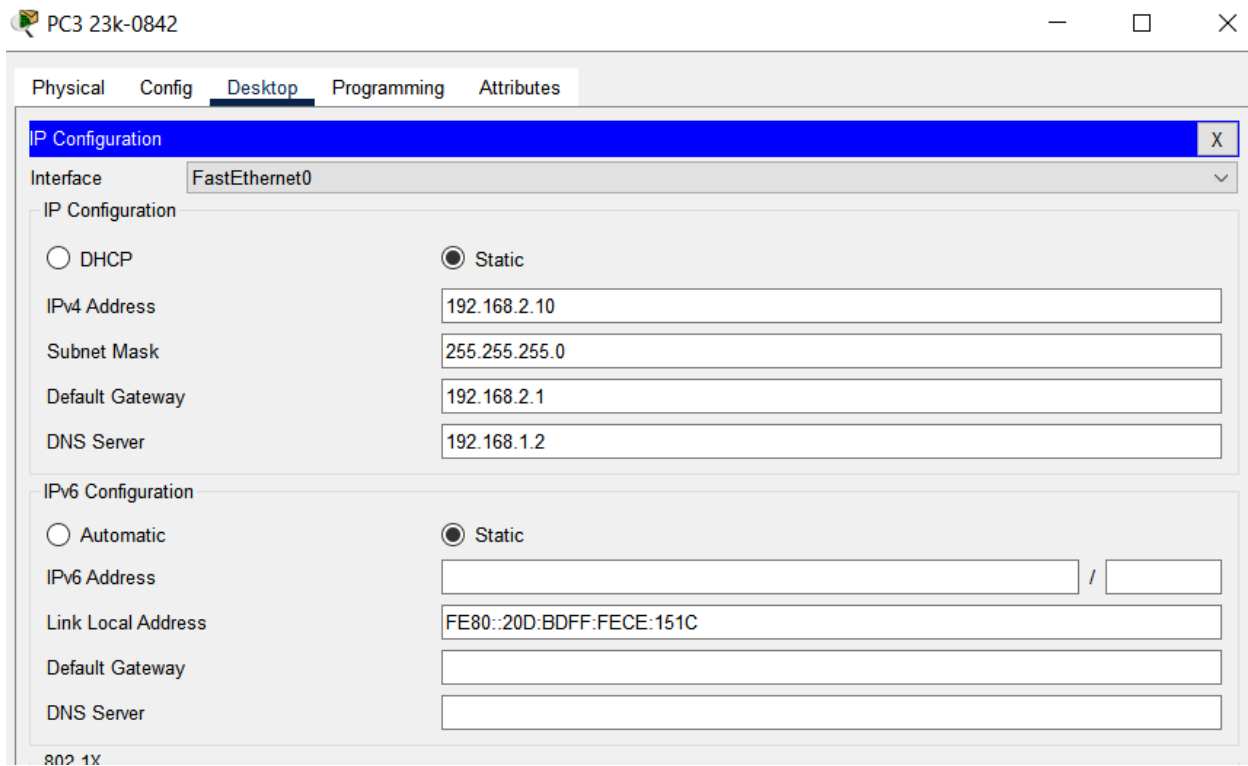 PC3 23k-0842
Physical Config Desktop Programming Attributes
IP Configuration X
Interface FastEthernet0
IP Configuration
DHCP Static
IPv4 Address 192.168.2.10
Subnet Mask 255.255.255.0
Default Gateway 192.168.2.1
DNS Server 192.168.1.2
IPv6 Configuration
Automatic Static
IPv6 Address /
Link Local Address FE80::20D:BDFF:FECE:151C
Default Gateway
DNS Server
802.1X